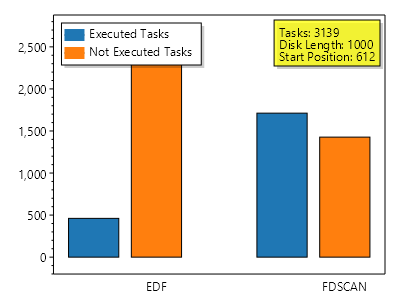 Executed Tasks
Not Executed Tasks
Tasks: 3139
Disk Length: 1000
Start Position: 612
2,500
2,000
1,500
1,000
500
0
EDF
FDSCAN